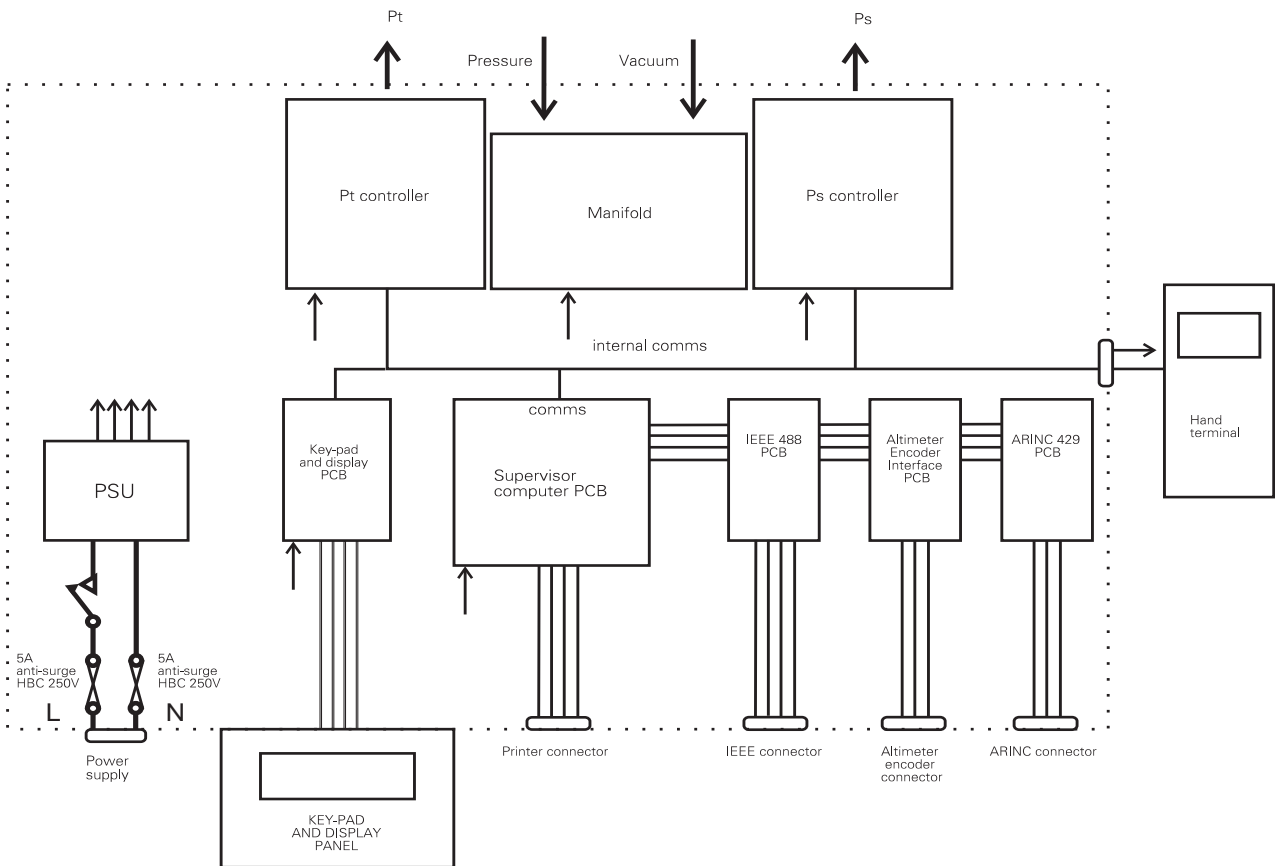 Pt
Ps
Pressure
Vacuum
Pt controller
Manifold
Ps controller
internal comms
comms
Key-pad
and display
PCB
Supervisor
computer PCB
IEEE 488
PCB
Altimeter
Encoder
Interface
PCB
ARINC 429
PCB
Hand
terminal
PSU
5A
anti-surge
HBC 250V
5A
anti-surge
HBC 250V
L
N
Power
supply
KEY-PAD
AND DISPLAY
PANEL
Printer connector
IEEE connector
Altimeter
encoder
connector
ARINC connector